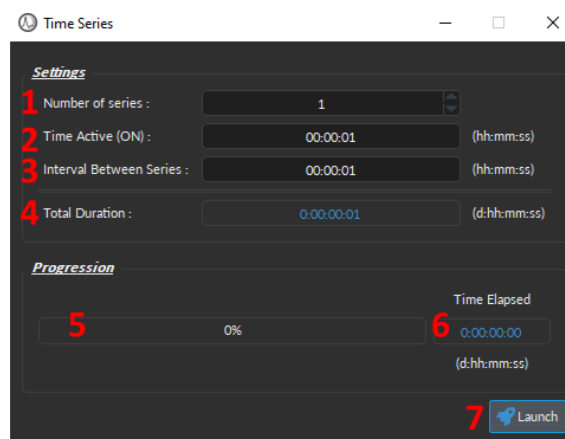 Time Series
Settings
1 Number of series : 1
2 Time Active (ON) : 00:00:01 (hh:mm:ss)
3 Interval Between Series : 00:00:01 (hh:mm:ss)
4 Total Duration : 0:00:00:01 (d:hh:mm:ss)
Progression
Time Elapsed
5 0% 6 0:00:00:00
(d:hh:mm:ss)
7 Launch